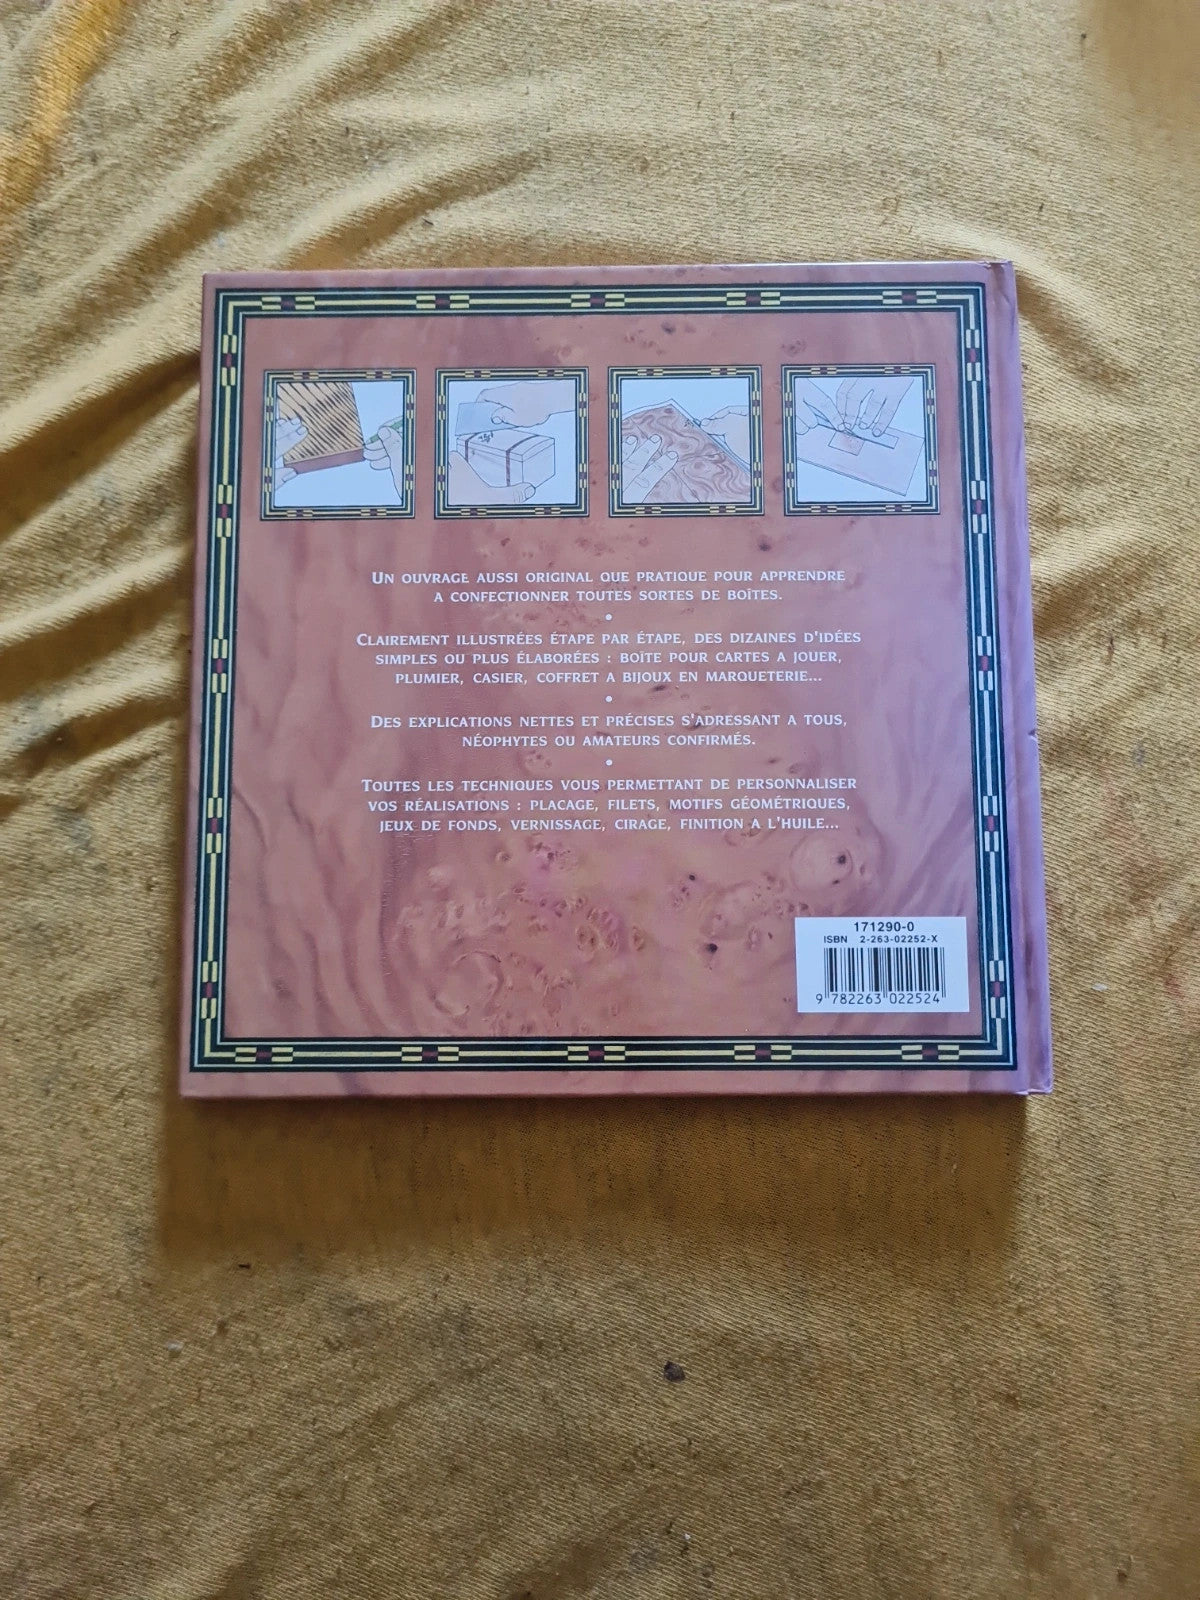 Un ouvrage aussi original que pratique pour apprendre
a confectionner toutes sortes de boîtes.
•
Clairement illustrées étape par étape, des dizaines d'idées
simples ou plus élaborées : boîte pour cartes a jouer,
plumier, casier, coffret a bijoux en marqueterie...
•
Des explications nettes et précises s'adressant a tous,
néophytes ou amateurs confirmés.
•
Toutes les techniques vous permettant de personnaliser
vos réalisations : placage, filets, motifs géométriques,
jeux de fonds, vernissage, cirage, finition a l'huile...
171290-0
ISBN 2-263-02252-X
9 782263 022524